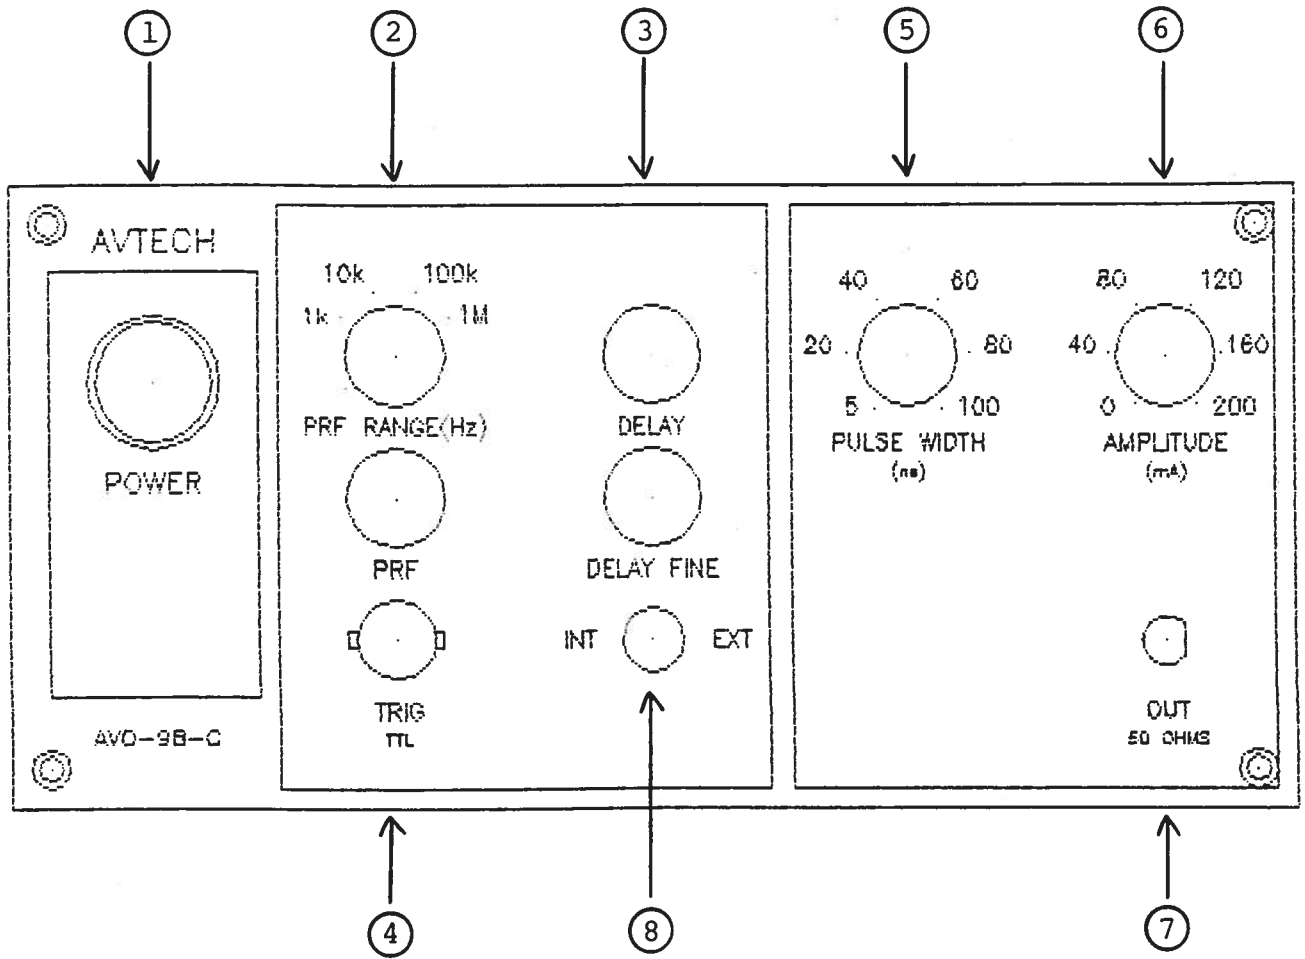 1 2 3 5 6
AVTECH
POWER
AVO-9B-C
10k 100k
1k 1M
PRF RANGE(Hz)
PRF
TRIG
TTL
DELAY
DELAY FINE
INT EXT
40 60
20 80
5 100
PULSE WIDTH
(ns)
80 120
40 160
0 200
AMPLITUDE
(mA)
OUT
50 OHMS
4 8 7